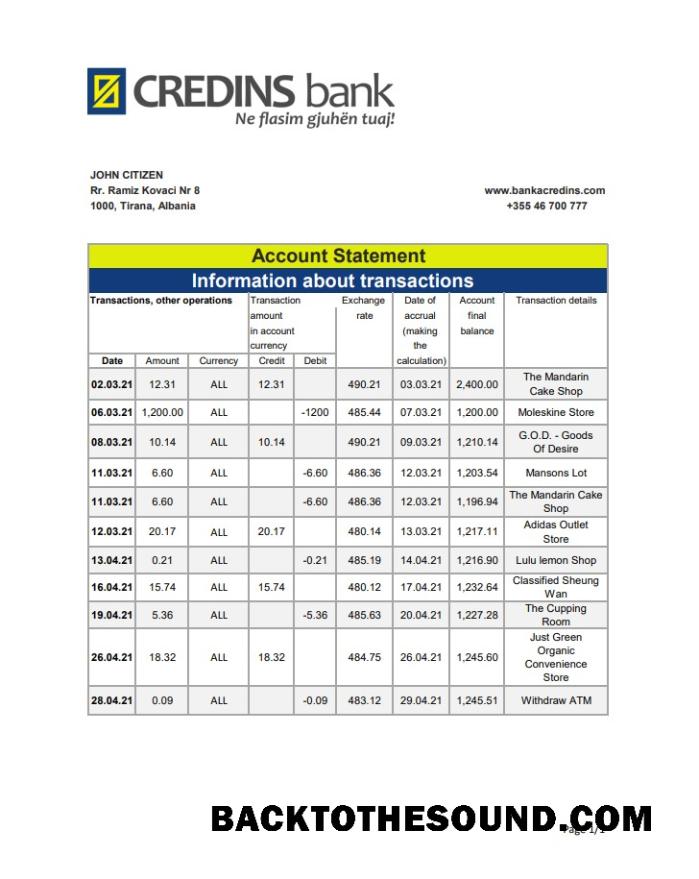 CREDINS bank
Ne flasim gjuhën tuaj!
JOHN CITIZEN
Rr. Ramiz Kovaci Nr 8
1000, Tirana, Albania
www.bankacredins.com
+355 46 700 777
Account Statement
Information about transactions
Transactions, other operations
Transaction
amount
in account
currency
Exchange
rate
Date of
accrual
(making
the
calculation)
Account
final
balance
Transaction details
Date Amount Currency Credit Debit
02.03.21 12.31 ALL 12.31 490.21 03.03.21 2,400.00 The Mandarin
Cake Shop
06.03.21 1,200.00 ALL -1200 485.44 07.03.21 1,200.00 Moleskine Store
08.03.21 10.14 ALL 10.14 490.21 09.03.21 1,210.14 G.O.D. - Goods
Of Desire
11.03.21 6.60 ALL -6.60 486.36 12.03.21 1,203.54 Mansons Lot
11.03.21 6.60 ALL -6.60 486.36 12.03.21 1,196.94 The Mandarin Cake
Shop
12.03.21 20.17 ALL 20.17 480.14 13.03.21 1,217.11 Adidas Outlet
Store
13.04.21 0.21 ALL -0.21 485.19 14.04.21 1,216.90 Lulu lemon Shop
16.04.21 15.74 ALL 15.74 480.12 17.04.21 1,232.64 Classified Sheung
Wan
19.04.21 5.36 ALL -5.36 485.63 20.04.21 1,227.28 The Cupping
Room
26.04.21 18.32 ALL 18.32 484.75 26.04.21 1,245.60 Just Green
Organic
Convenience
Store
28.04.21 0.09 ALL -0.09 483.12 29.04.21 1,245.51 Withdraw ATM
BACKTOTHESOUND.COM
Page 1/1